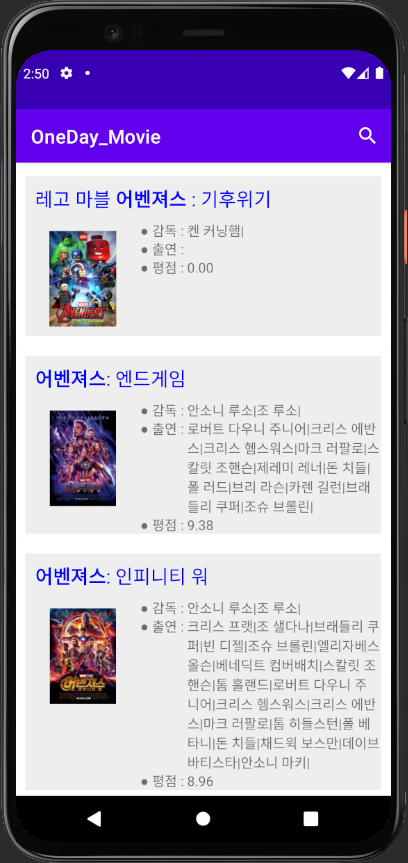 2:50
OneDay_Movie
레고 마블 어벤져스 : 기후위기
● 감독 : 켄 커닝햄|
● 출연 :
● 평점 : 0.00
어벤져스: 엔드게임
● 감독 : 안소니 루소|조 루소|
● 출연 : 로버트 다우니 주니어|크리스 에반
스|크리스 헴스워스|마크 러팔로|스
칼릿 조핸슨|제레미 레너|돈 치들|
폴 러드|브리 라슨|카렌 길런|브래
들리 쿠퍼|조슈 브롤린|
● 평점 : 9.38
어벤져스: 인피니티 워
● 감독 : 안소니 루소|조 루소|
● 출연 : 크리스 프랫|조 샐다나|브래들리 쿠
퍼|빈 디젤|조슈 브롤린|엘리자베스
올슨|베네딕트 컴버배치|스칼릿 조
핸슨|톰 홀랜드|로버트 다우니 주
니어|크리스 헴스워스|크리스 에반
스|마크 러팔로|톰 히들스턴|폴 베
타니|돈 치들|채드윅 보스만|데이브
바티스타|안소니 마키|
● 평점 : 8.96
AVENGERS
어벤져스